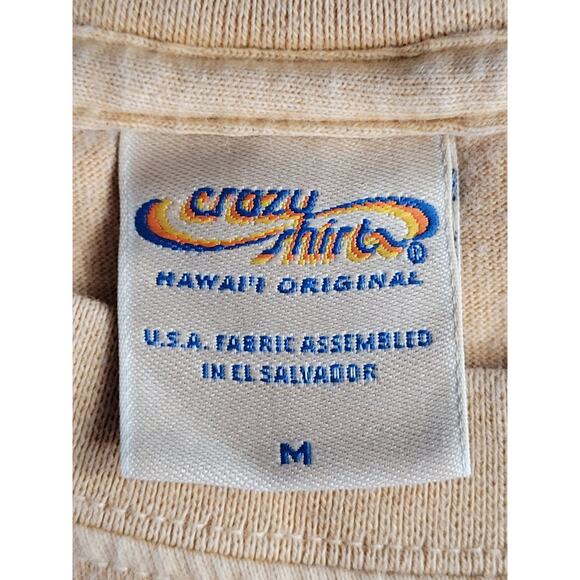 crazy
shirts®
HAWAI'I ORIGINAL
U.S.A. FABRIC ASSEMBLED
IN EL SALVADOR
M